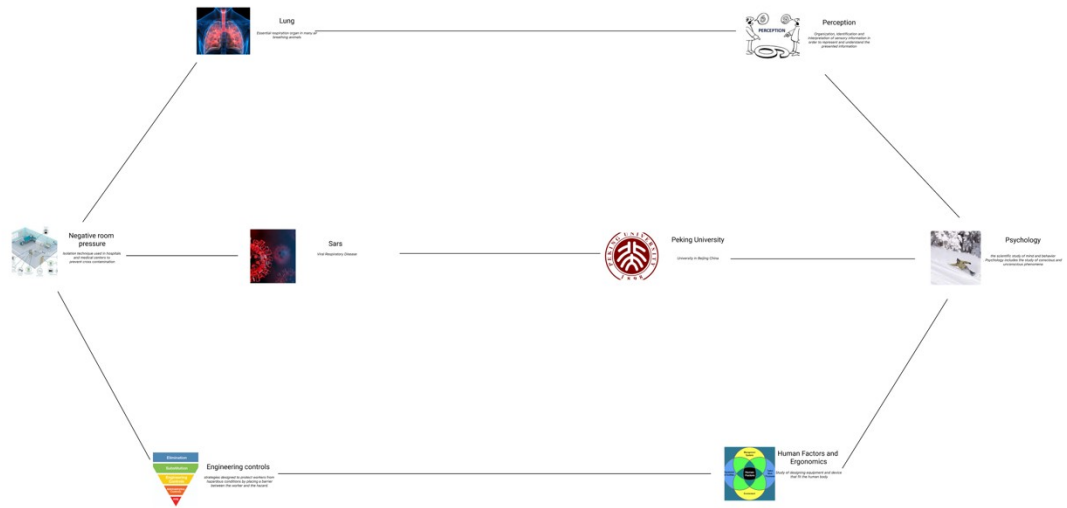 Lung
Essential respiration organ in many air
breathing animals
PERCEPTION
Perception
Organization, identification and
interpretation of sensory information in
order to represent and understand the
presented information
Negative room
pressure
Isolation technique used in hospitals
and medical centers to
prevent cross contamination
Sars
Viral Respiratory Disease
PEKING UNIVERSITY
1898
Peking University
University in Beijing China
Psychology
the scientific study of mind and behavior
Psychology includes the study of conscious and
unconscious phenomena
Elimination
Substitution
Engineering
Controls
Engineering controls
strategies designed to protect workers from
hazardous conditions by placing a barrier
between the worker and the hazard
Human Factors and
Ergonomics
Study of designing equipment and device
that fit the human body